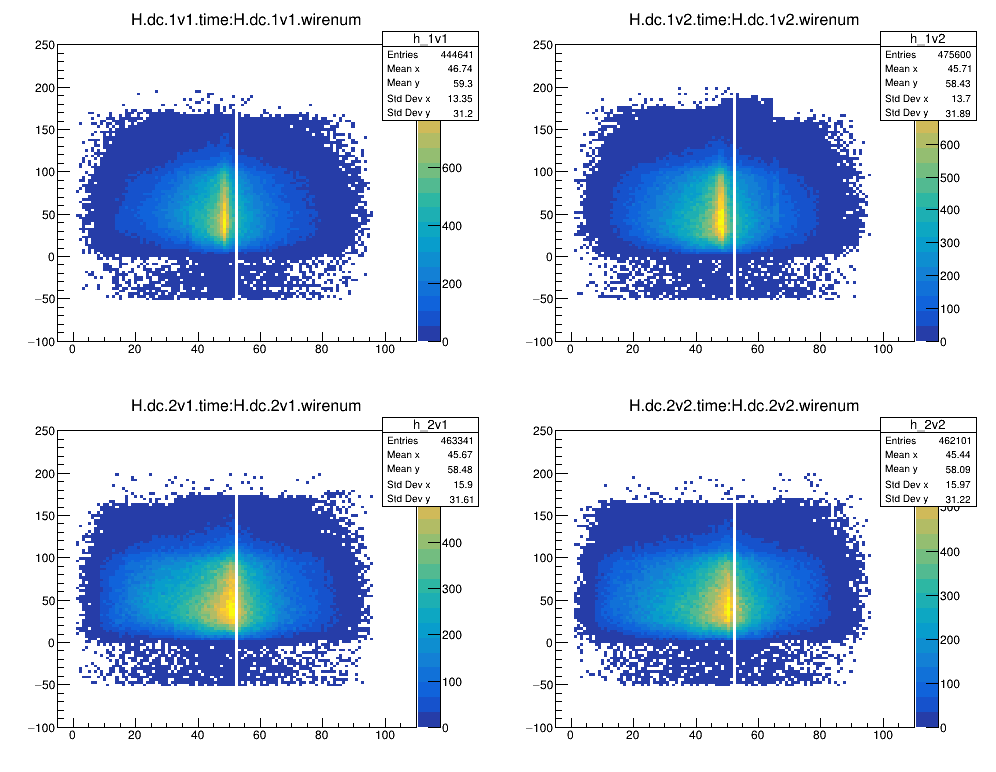 H.dc.1v1.time:H.dc.1v1.wirenum
h_1v1
Entries 444641
Mean x 46.74
Mean y 59.3
Std Dev x 13.35
Std Dev y 31.2
250
200
150
100
50
0
−50
−100
0 20 40 60 80 100
600
400
200
0
H.dc.1v2.time:H.dc.1v2.wirenum
h_1v2
Entries 475600
Mean x 45.71
Mean y 58.43
Std Dev x 13.7
Std Dev y 31.89
250
200
150
100
50
0
−50
−100
0 20 40 60 80 100
600
500
400
300
200
100
0
H.dc.2v1.time:H.dc.2v1.wirenum
h_2v1
Entries 463341
Mean x 45.67
Mean y 58.48
Std Dev x 15.9
Std Dev y 31.61
250
200
150
100
50
0
−50
−100
0 20 40 60 80 100
400
300
200
100
0
H.dc.2v2.time:H.dc.2v2.wirenum
h_2v2
Entries 462101
Mean x 45.44
Mean y 58.09
Std Dev x 15.97
Std Dev y 31.22
250
200
150
100
50
0
−50
−100
0 20 40 60 80 100
500
400
300
200
100
0